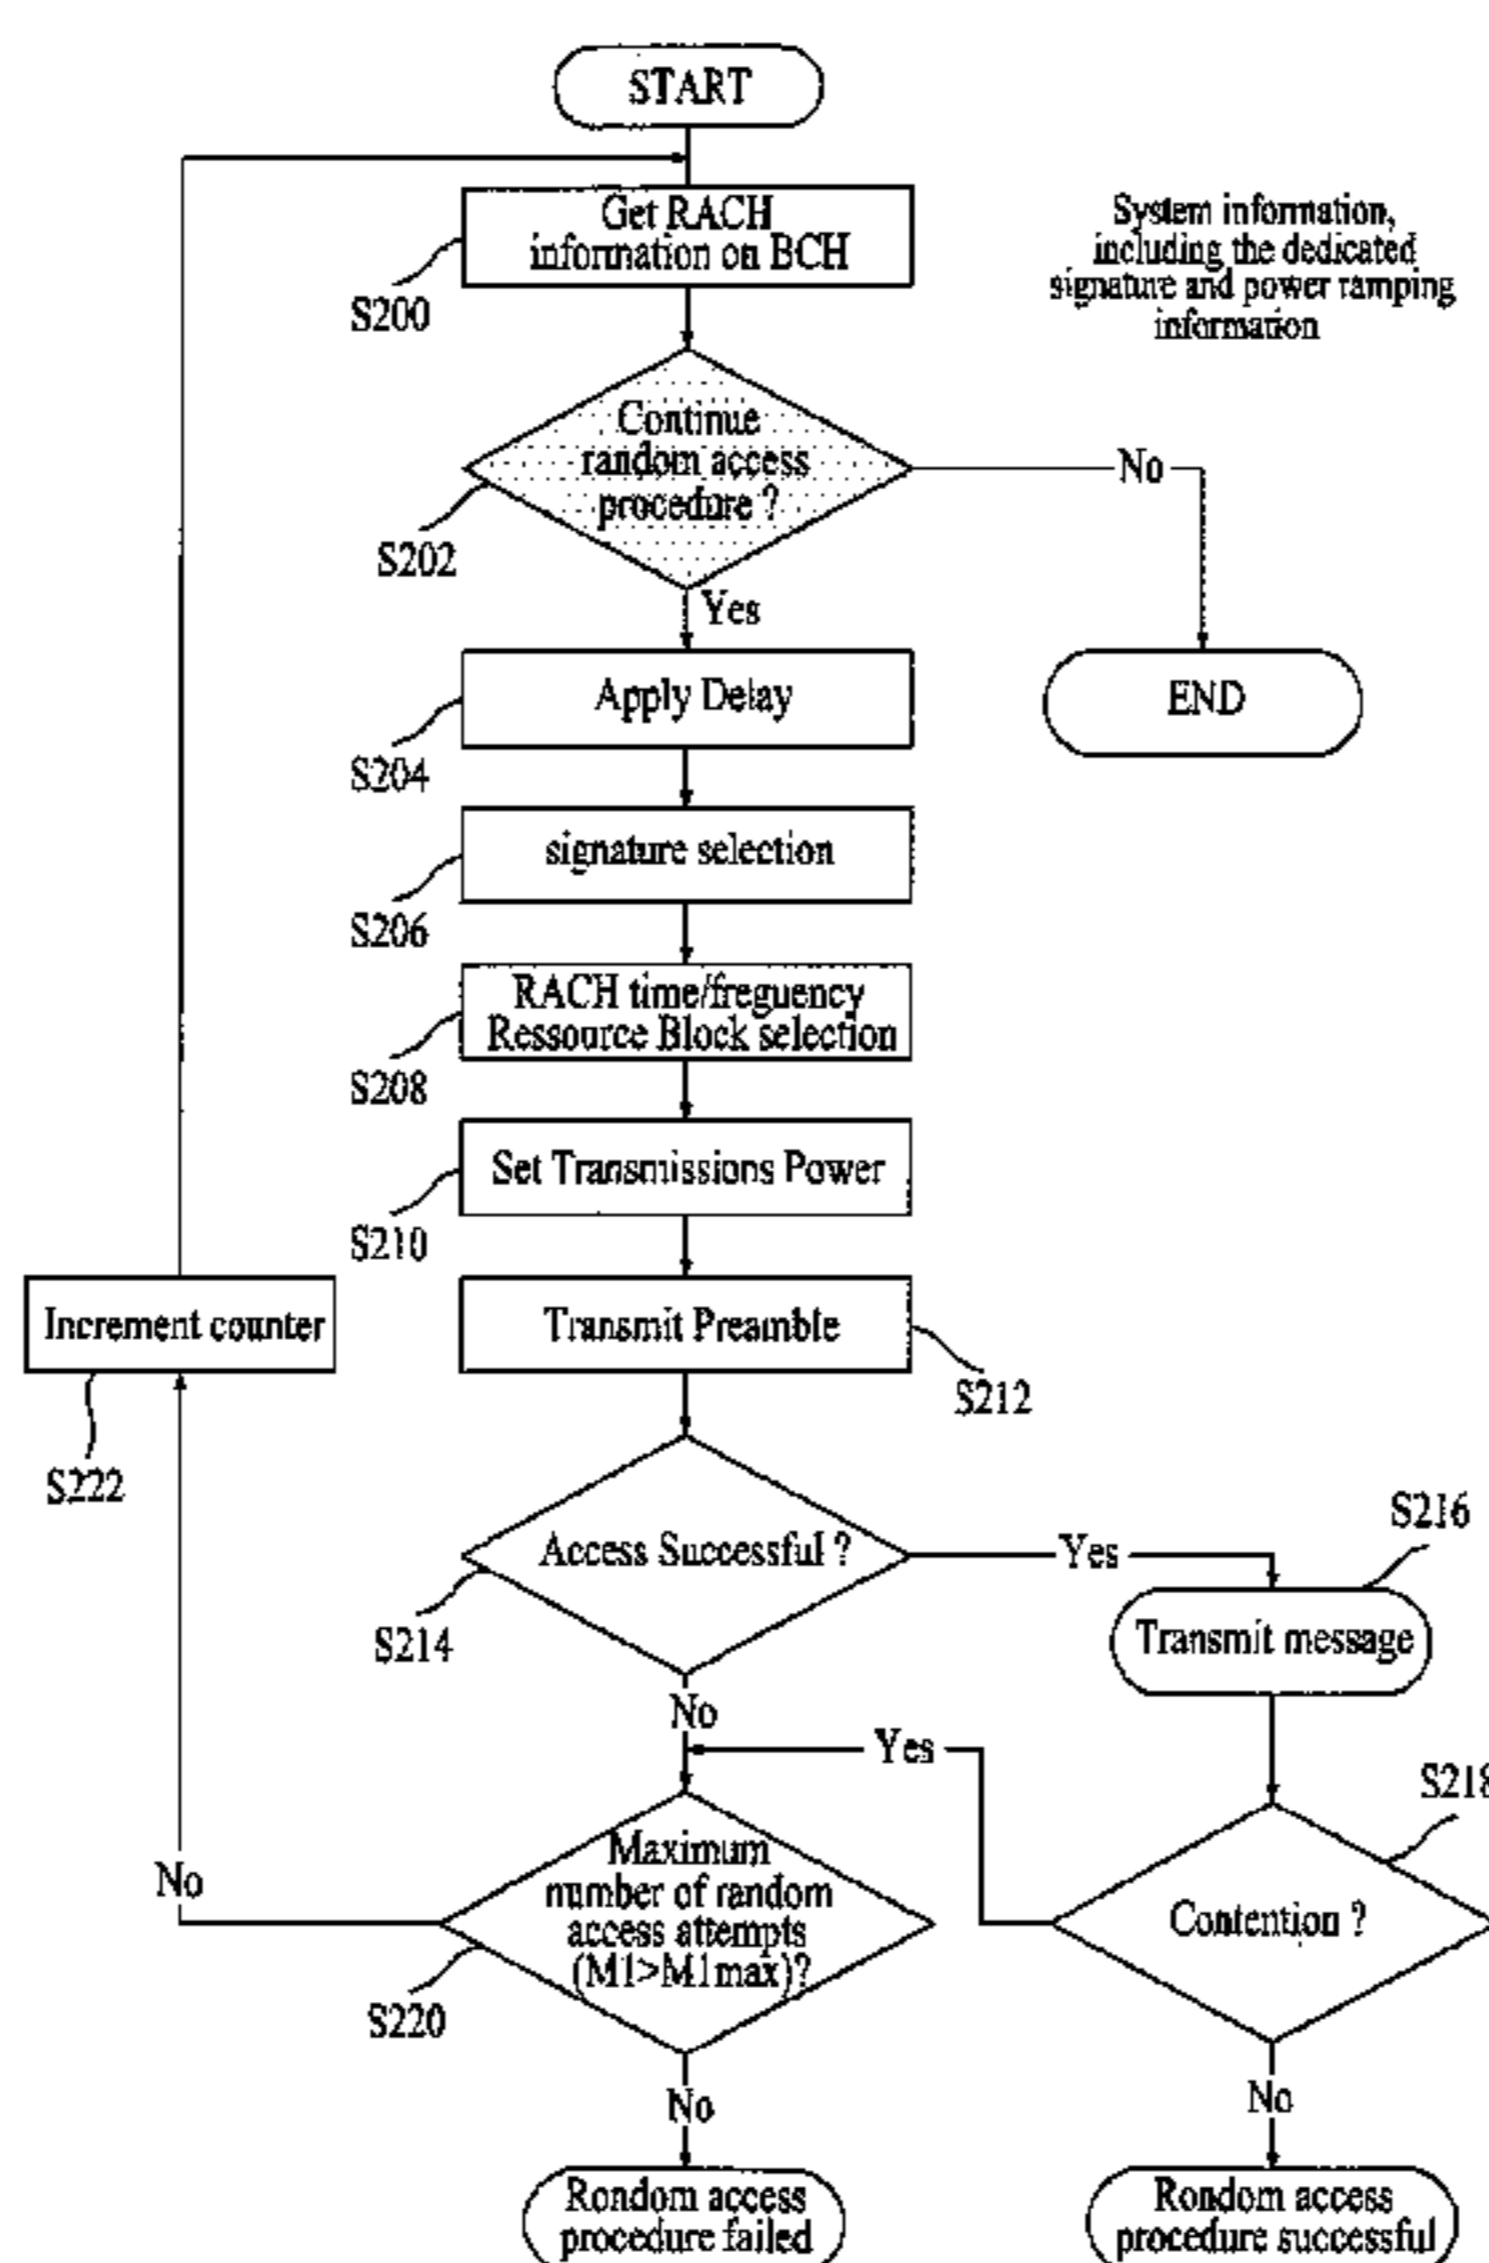 START
Get RACH
information on BCH
S200
System information,
including the dedicated
signature and power ramping
information
Continue
random access
procedure ?
S202
No
Yes
END
Apply Delay
S204
signature selection
S206
RACH time/freguency
Ressource Block selection
S208
Set Transmissions Power
S210
Increment counter
S222
Transmit Preamble
S212
Access Successful ?
S214
Yes
S216
Transmit message
No
Yes
S218
Contention ?
Maximum
number of random
access attempts
(M1>M1max)?
S220
No
No
No
Rondom access
procedure failed
Rondom access
procedure successful